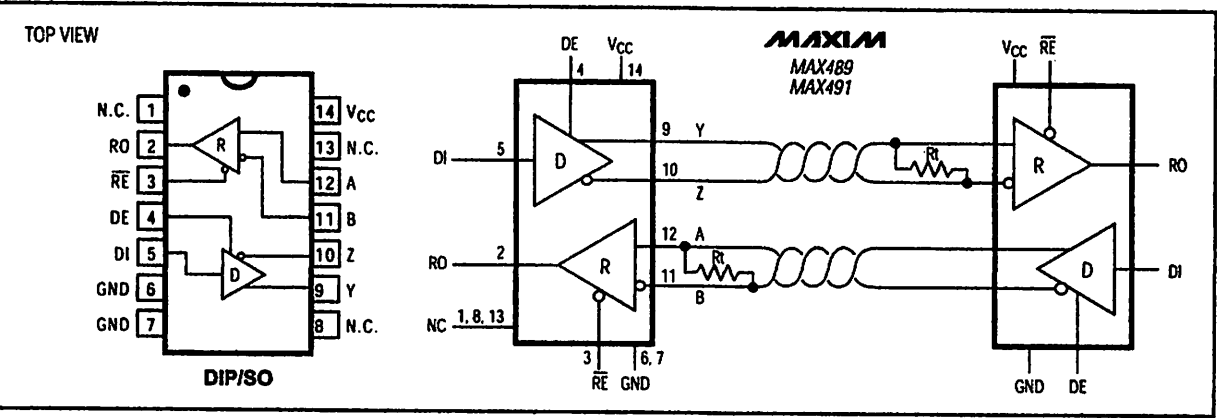 TOP VIEW
N.C. 1
RO 2
RE 3
DE 4
DI 5
GND 6
GND 7
14 VCC
13 N.C.
12 A
11 B
10 Z
9 Y
8 N.C.
R
D
DIP/SO
MAXIM
MAX489
MAX491
DE
4
VCC
14
DI 5
D
9 Y
10
Z
Rt
RO 2
R
12 A
11
B
Rt
NC 1, 8, 13
3
RE
6, 7
GND
VCC RE
R
RO
D
DI
GND DE